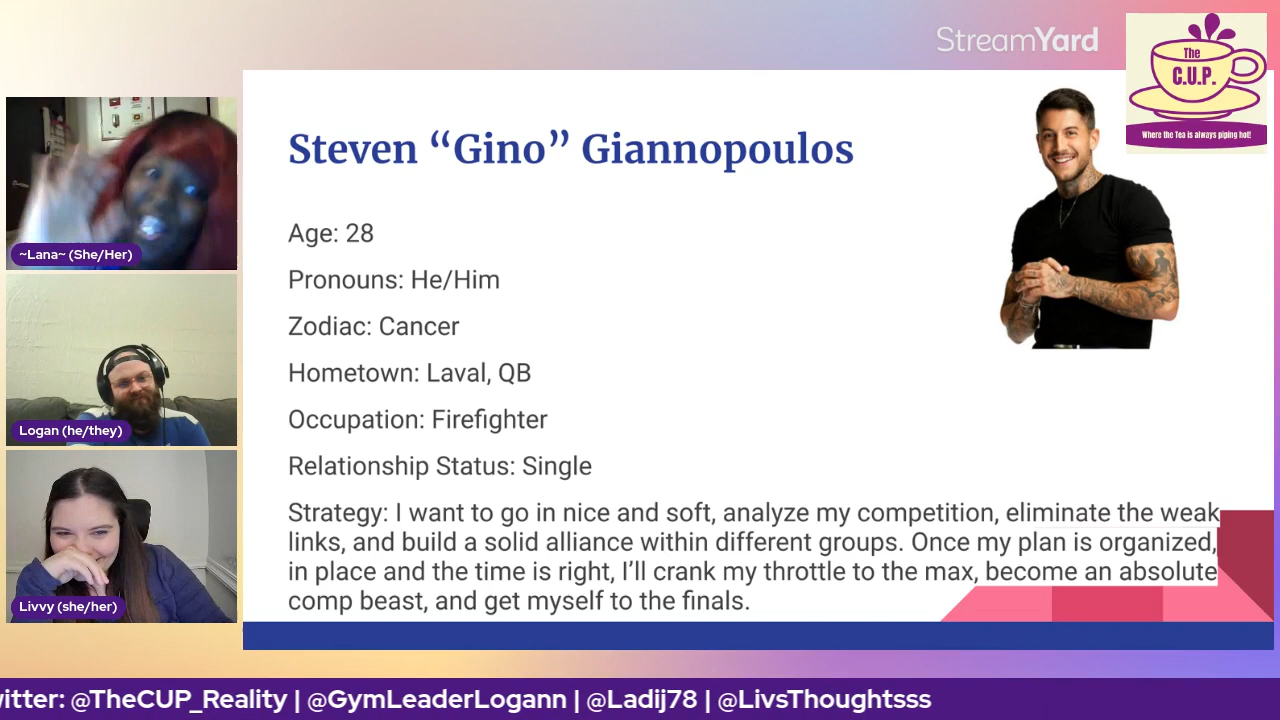 StreamYard
The
C.U.P.
Where the Tea is always piping hot!
Steven “Gino” Giannopoulos
Age: 28
Pronouns: He/Him
Zodiac: Cancer
Hometown: Laval, QB
Occupation: Firefighter
Relationship Status: Single
Strategy: I want to go in nice and soft, analyze my competition, eliminate the weak
links, and build a solid alliance within different groups. Once my plan is organized,
in place and the time is right, I’ll crank my throttle to the max, become an absolute
comp beast, and get myself to the finals.
~Lana~ (She/Her)
Logan (he/they)
Livvy (she/her)
witter: @TheCUP_Reality | @GymLeaderLogann | @Ladij78 | @LivsThoughtsss